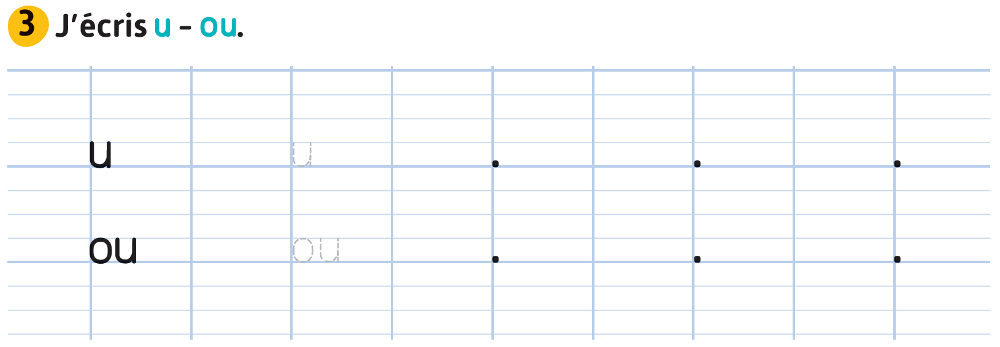 3 J'écris u - ou.
u u . . .
ou ou . . .